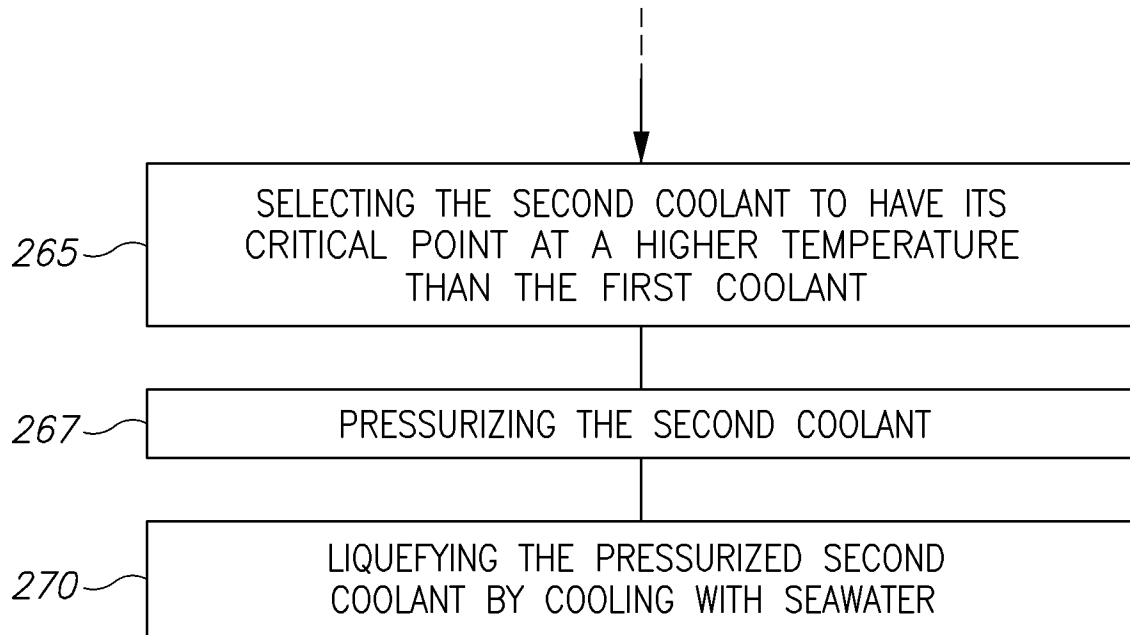 265
SELECTING THE SECOND COOLANT TO HAVE ITS
CRITICAL POINT AT A HIGHER TEMPERATURE
THAN THE FIRST COOLANT
267
PRESSURIZING THE SECOND COOLANT
270
LIQUEFYING THE PRESSURIZED SECOND
COOLANT BY COOLING WITH SEAWATER